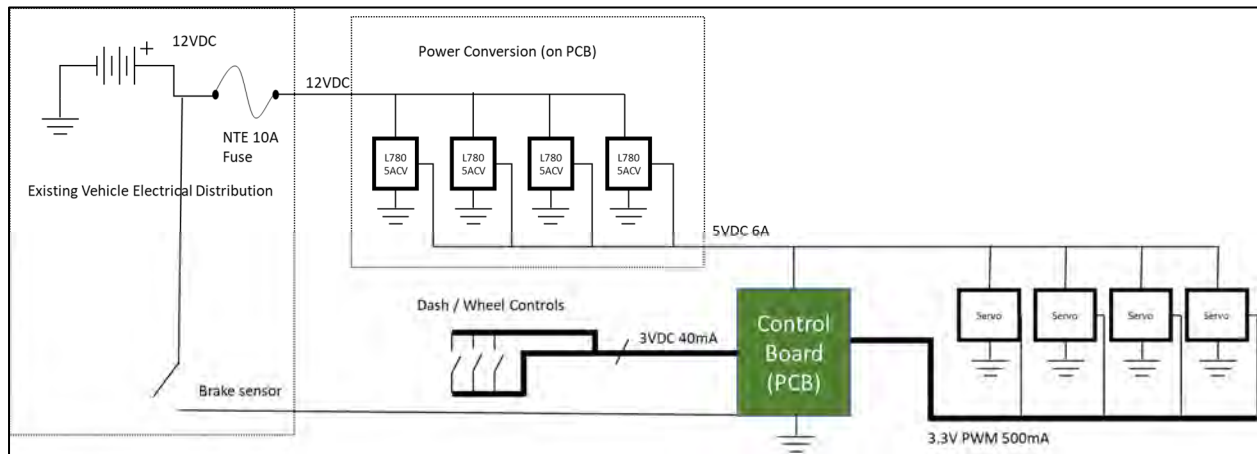 12VDC
+
Power Conversion (on PCB)
12VDC
NTE 10A
Fuse
L780
5ACV
L780
5ACV
L780
5ACV
L780
5ACV
Existing Vehicle Electrical Distribution
5VDC 6A
Dash / Wheel Controls
3VDC 40mA
Control
Board
(PCB)
Servo
Servo
Servo
Servo
Brake sensor
3.3V PWM 500mA